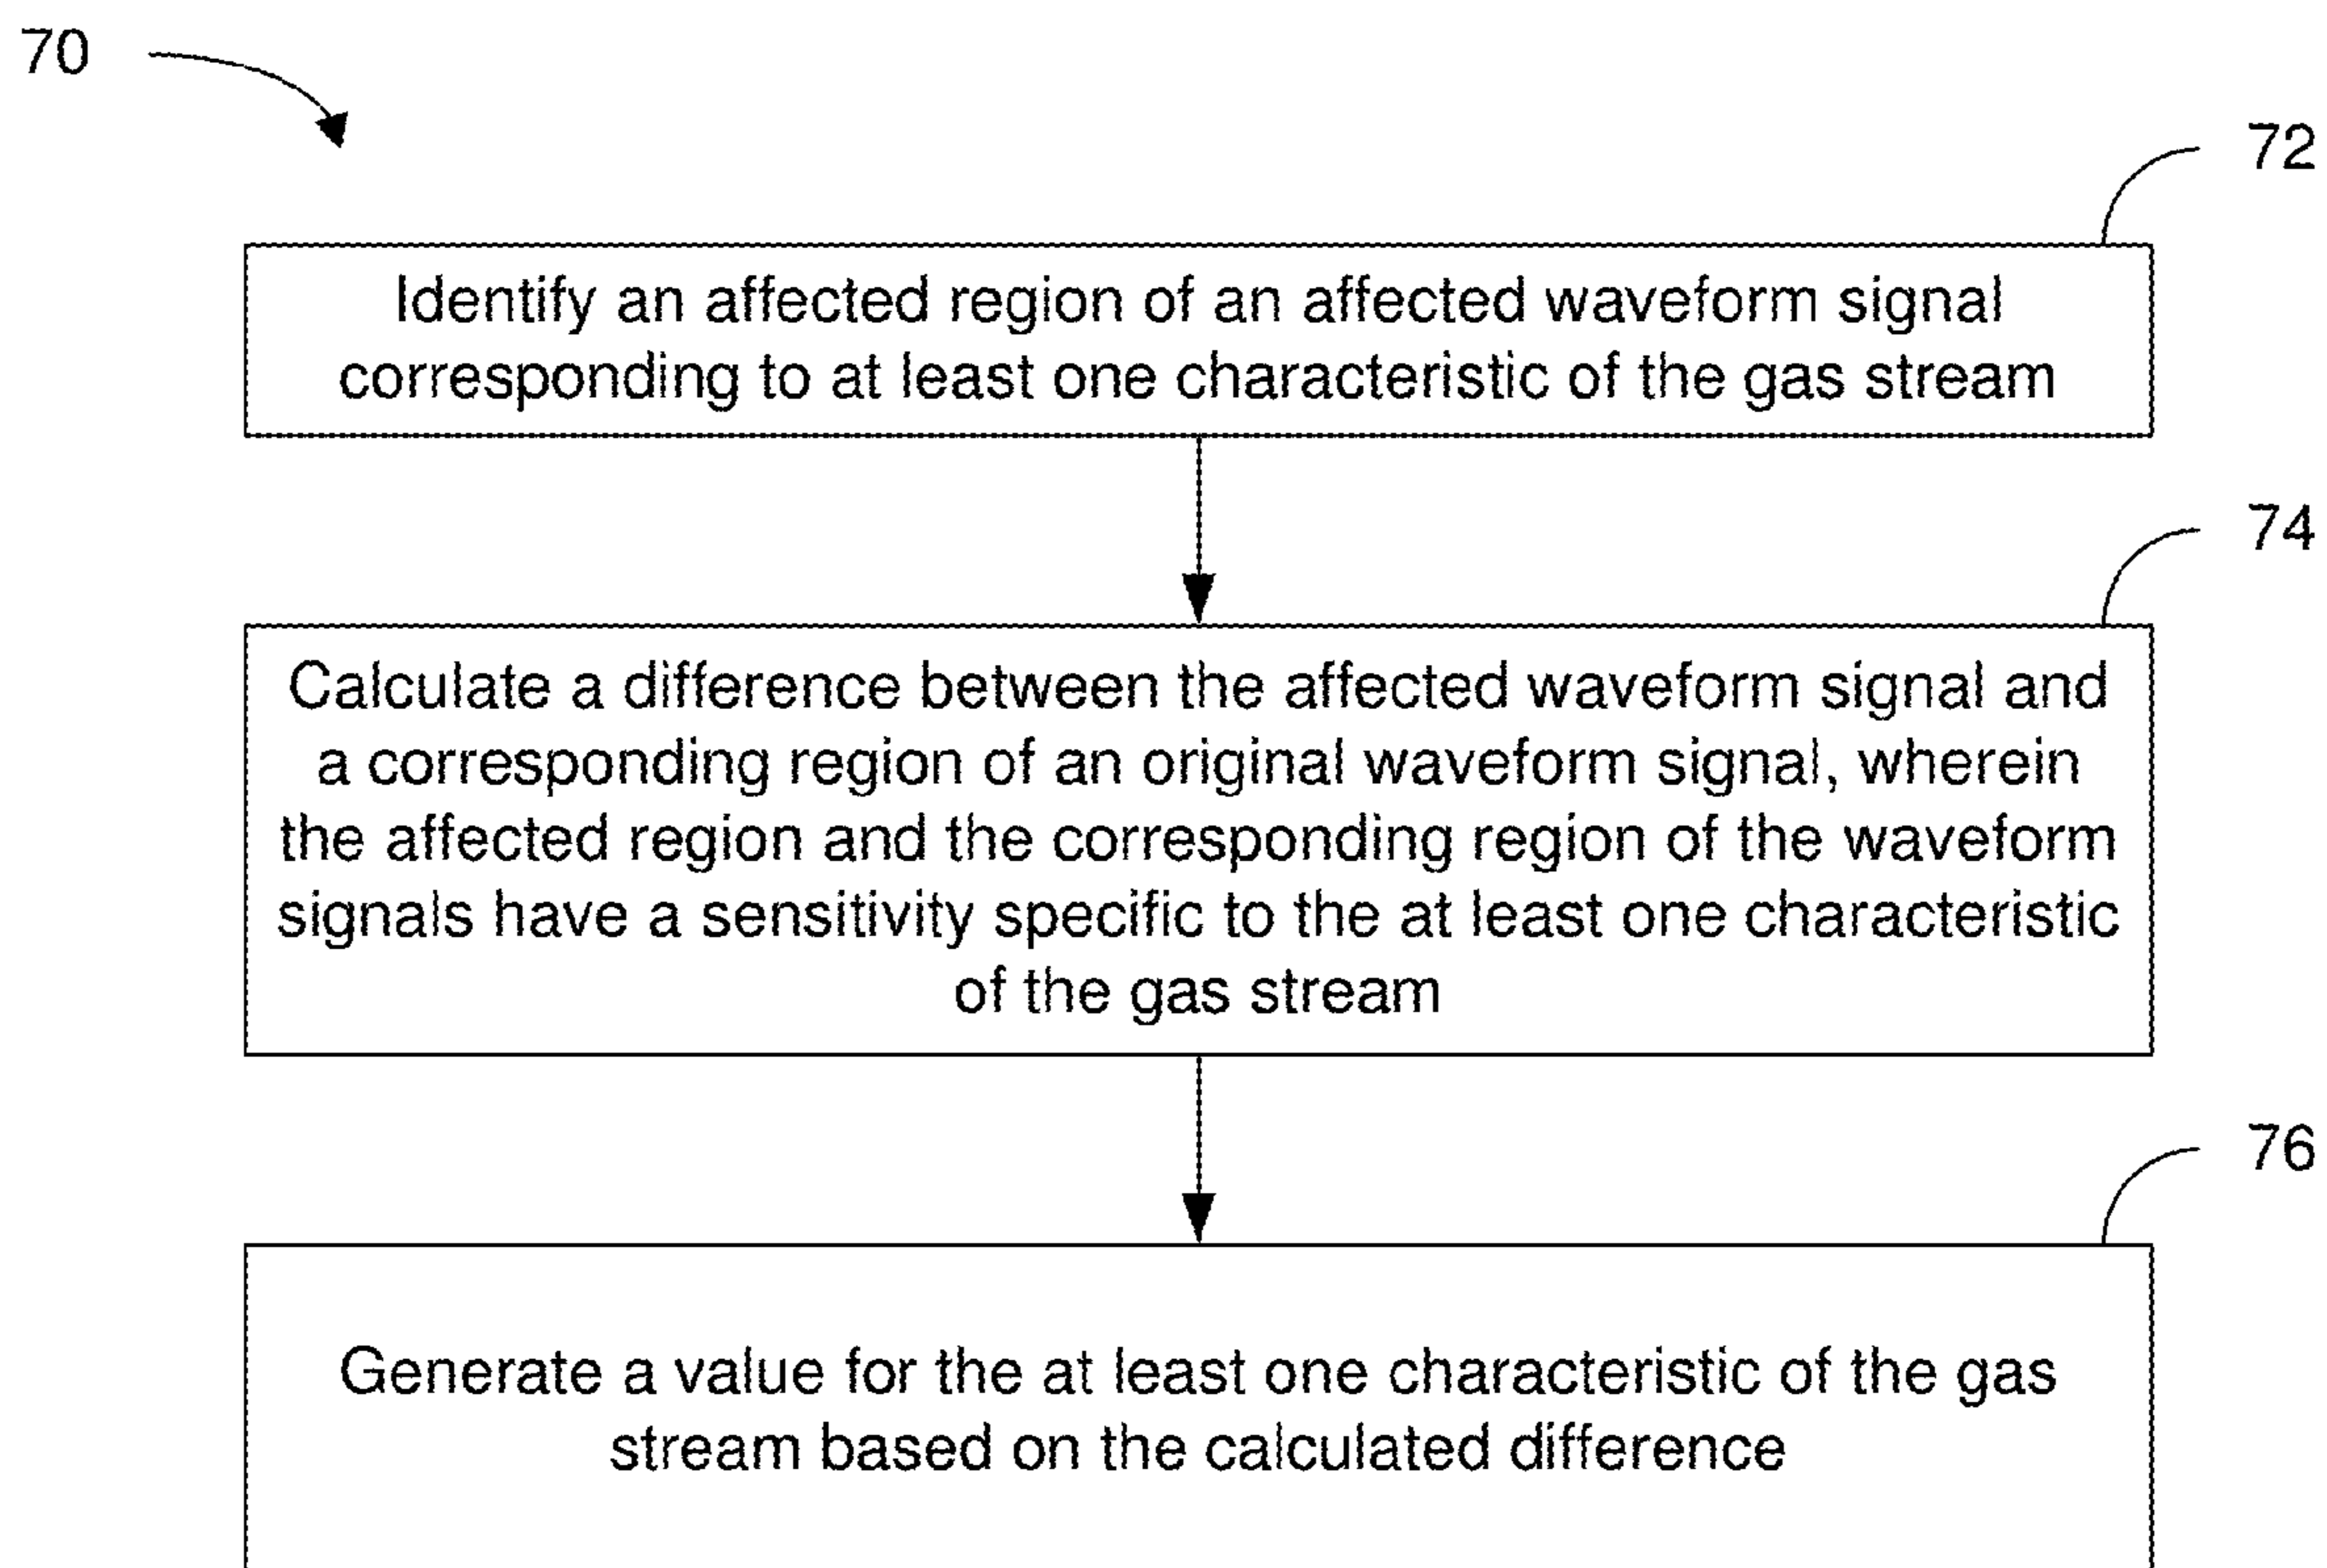 70
72
Identify an affected region of an affected waveform signal
corresponding to at least one characteristic of the gas stream
74
Calculate a difference between the affected waveform signal and
a corresponding region of an original waveform signal, wherein
the affected region and the corresponding region of the waveform
signals have a sensitivity specific to the at least one characteristic
of the gas stream
76
Generate a value for the at least one characteristic of the gas
stream based on the calculated difference